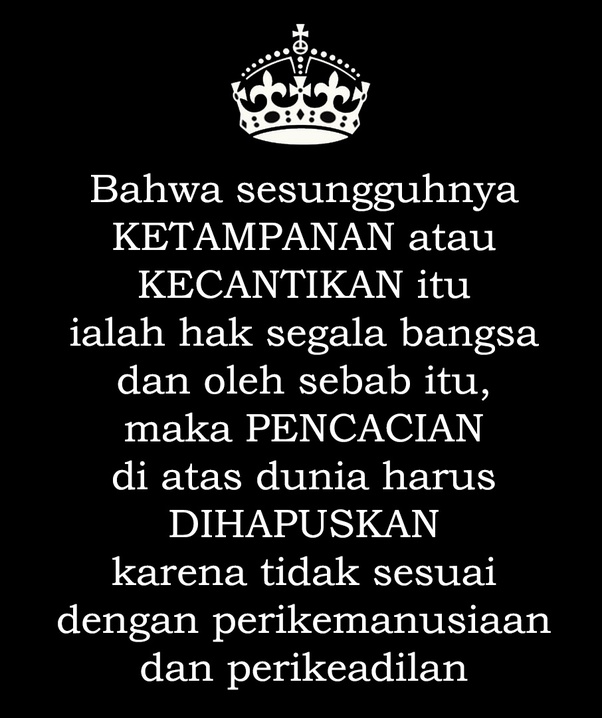 Bahwa sesungguhnya
KETAMPANAN atau
KECANTIKAN itu
ialah hak segala bangsa
dan oleh sebab itu,
maka PENCACIAN
di atas dunia harus
DIHAPUSKAN
karena tidak sesuai
dengan perikemanusiaan
dan perikeadilan